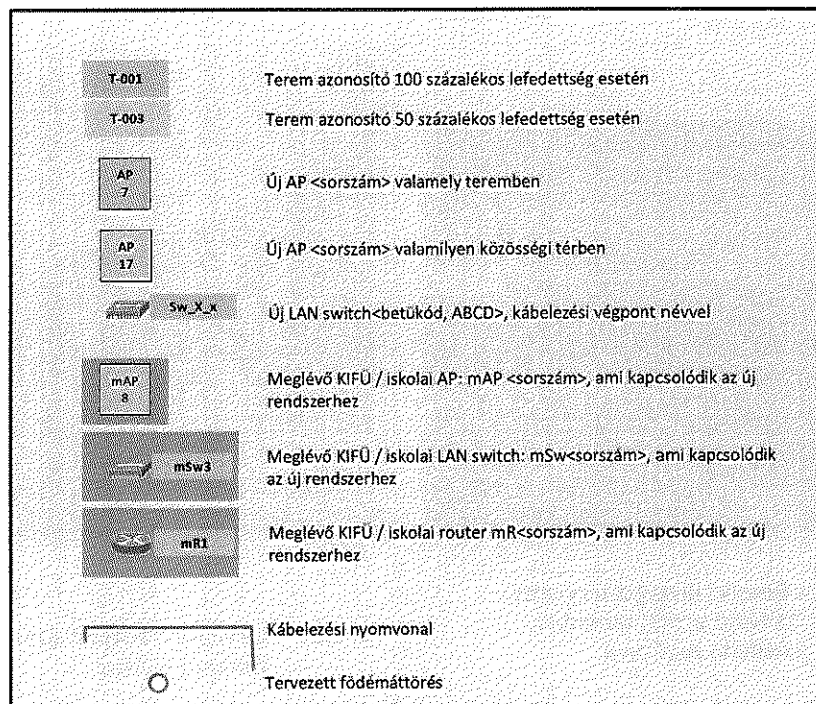 T-001 Terem azonosító 100 százalékos lefedettség esetén
T-003 Terem azonosító 50 százalékos lefedettség esetén
AP
7
Új AP <sorszám> valamely teremben
AP
17
Új AP <sorszám> valamilyen közösségi térben
Sw_X_x Új LAN switch<betűkód, ABCD>, kábelezési végpont névvel
mAP
8
Meglévő KIFÜ / iskolai AP: mAP <sorszám>, ami kapcsolódik az új
rendszerhez
mSw3
Meglévő KIFÜ / iskolai LAN switch: mSw<sorszám>, ami kapcsolódik
az új rendszerhez
mR1
Meglévő KIFÜ / iskolai router mR<sorszám>, ami kapcsolódik az új
rendszerhez
Kábelezési nyomvonal
Tervezett födémáttörés